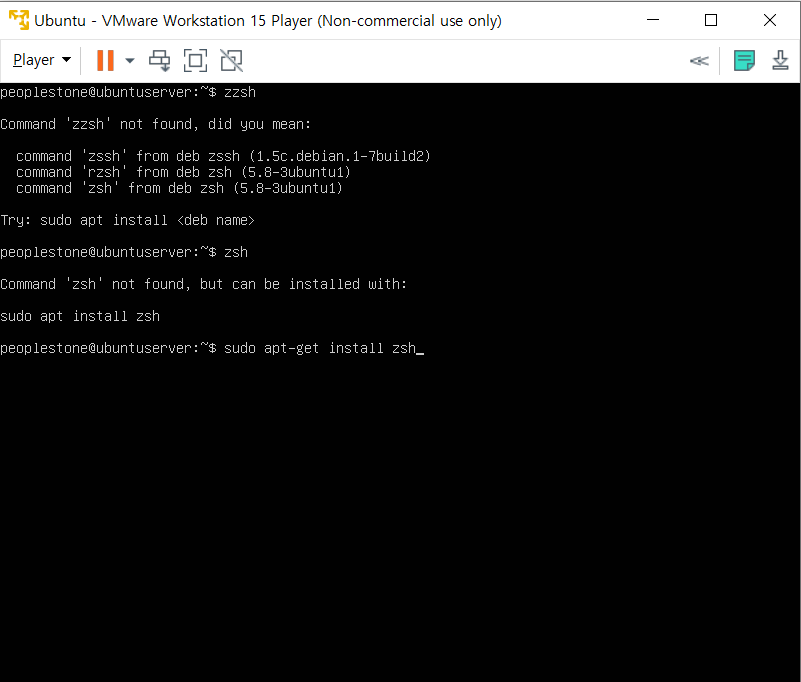 Ubuntu - VMware Workstation 15 Player (Non-commercial use only)
Player
peoplestone@ubuntuserver:~$ zzsh
Command 'zzsh' not found, did you mean:
command 'zssh' from deb zssh (1.5c.debian.1-7build2)
command 'rzsh' from deb zsh (5.8-3ubuntu1)
command 'zsh' from deb zsh (5.8-3ubuntu1)
Try: sudo apt install <deb name>
peoplestone@ubuntuserver:~$ zsh
Command 'zsh' not found, but can be installed with:
sudo apt install zsh
peoplestone@ubuntuserver:~$ sudo apt-get install zsh_